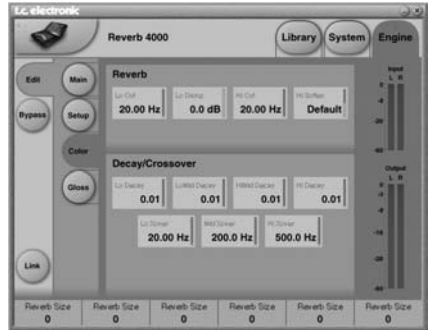 t.c. electronic
Reverb 4000
Library System Engine
Edit
Bypass
Link
Main
Setup
Color
Gloss
Reverb
Lo Cut Lo Damp Hi Cut Hi Soften
20.00 Hz 0.0 dB 20.00 Hz Default
Decay/Crossover
Lo Decay LoMid Decay HiMid Decay Hi Decay
0.01 0.01 0.01 0.01
Lo Xover Mid Xover Hi Xover
20.00 Hz 200.0 Hz 500.0 Hz
Input
L R
0
Output
L R
0
Reverb Size Reverb Size Reverb Size Reverb Size Reverb Size Reverb Size
0 0 0 0 0 0